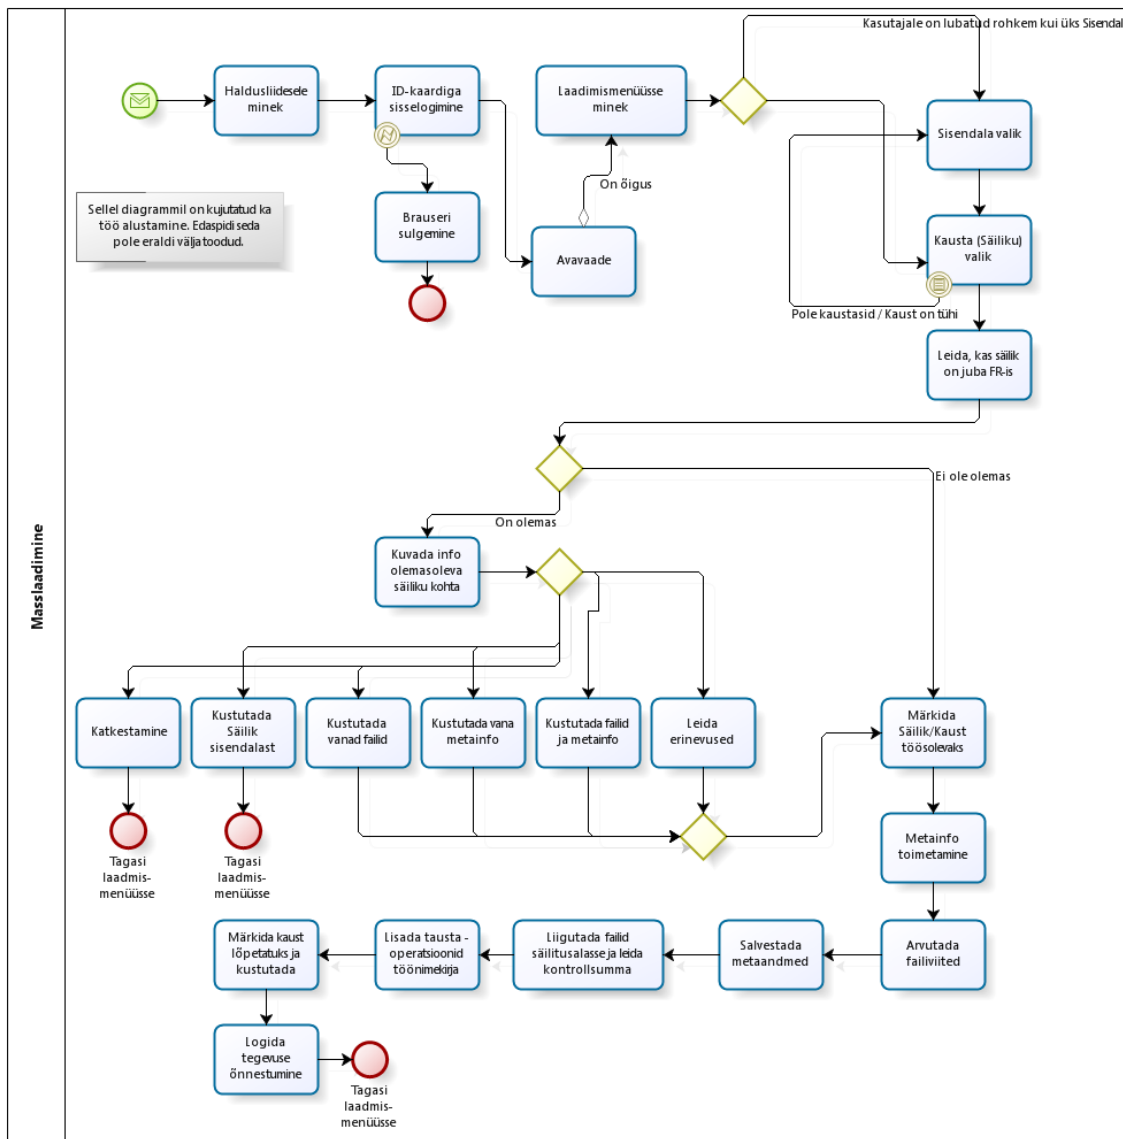 Masslaadimine
Kasutajale on lubatud rohkem kui üks Sisendal
Haldusliidesele
minek
ID-kaardiga
sisselogimine
Laadimismenüüsse
minek
Sisendala valik
On õigus
Sellel diagrammil on kujutatud ka
töö alustamine. Edaspidi seda
pole eraldi välja toodud.
Brauseri
sulgemine
Avavaade
Kausta (Säiliku)
valik
Pole kaustasid / Kaust on tühi
Leida, kas säilik
on juba FR-is
Ei ole olemas
On olemas
Kuvada info
olemasoleva
säiliku kohta
Katkestamine
Kustutada
Säilik
sisendalast
Kustutada
vanad failid
Kustutada vana
metainfo
Kustutada failid
ja metainfo
Leida
erinevused
Märkida
Säilik/Kaust
töösolevaks
Tagasi
laadmis-
menüüsse
Tagasi
laadmis-
menüüsse
Metainfo
toimetamine
Märkida kaust
lõpetatuks ja
kustutada
Lisada tausta -
operatsioonid
töönimekirja
Liigutada failid
säilitusalasse ja leida
kontrollsumma
Salvestada
metaandmed
Arvutada
failiviited
Logida
tegevuse
õnnestumine
Tagasi
laadmis-
menüüsse